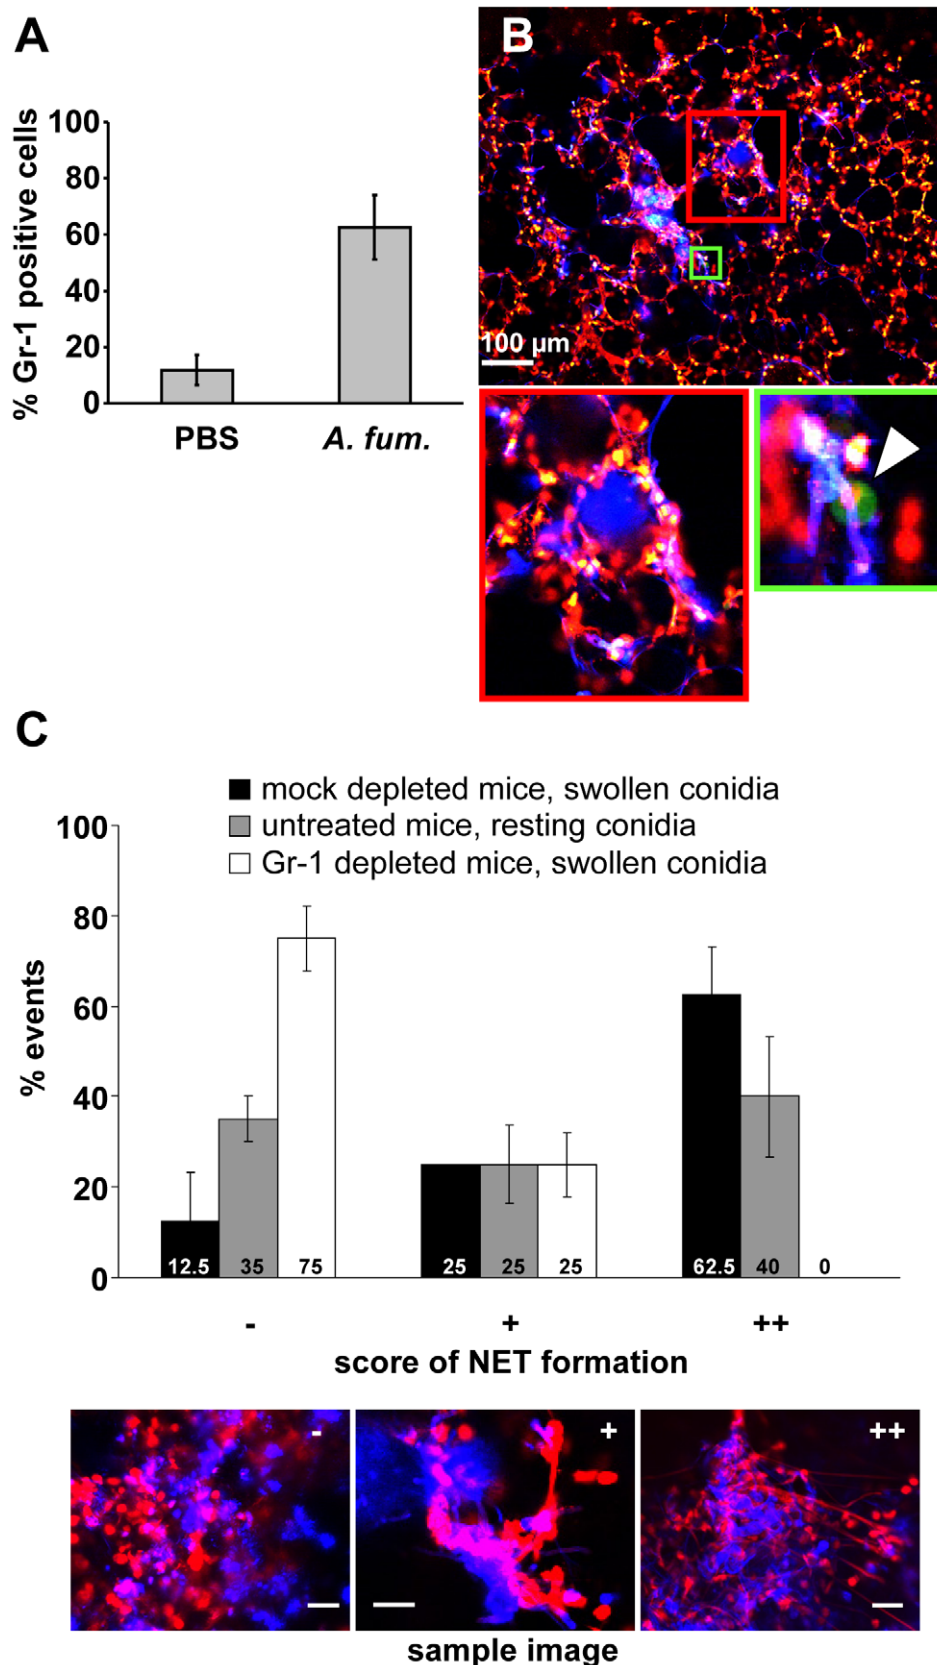 A
B
% Gr-1 positive cells
100
80
60
40
20
0
PBS
A. fum.
100 µm
C
mock depleted mice, swollen conidia
untreated mice, resting conidia
Gr-1 depleted mice, swollen conidia
% events
100
80
60
40
20
0
12.5 35 75 25 25 25 62.5 40 0
- + ++
score of NET formation
- + ++
sample image